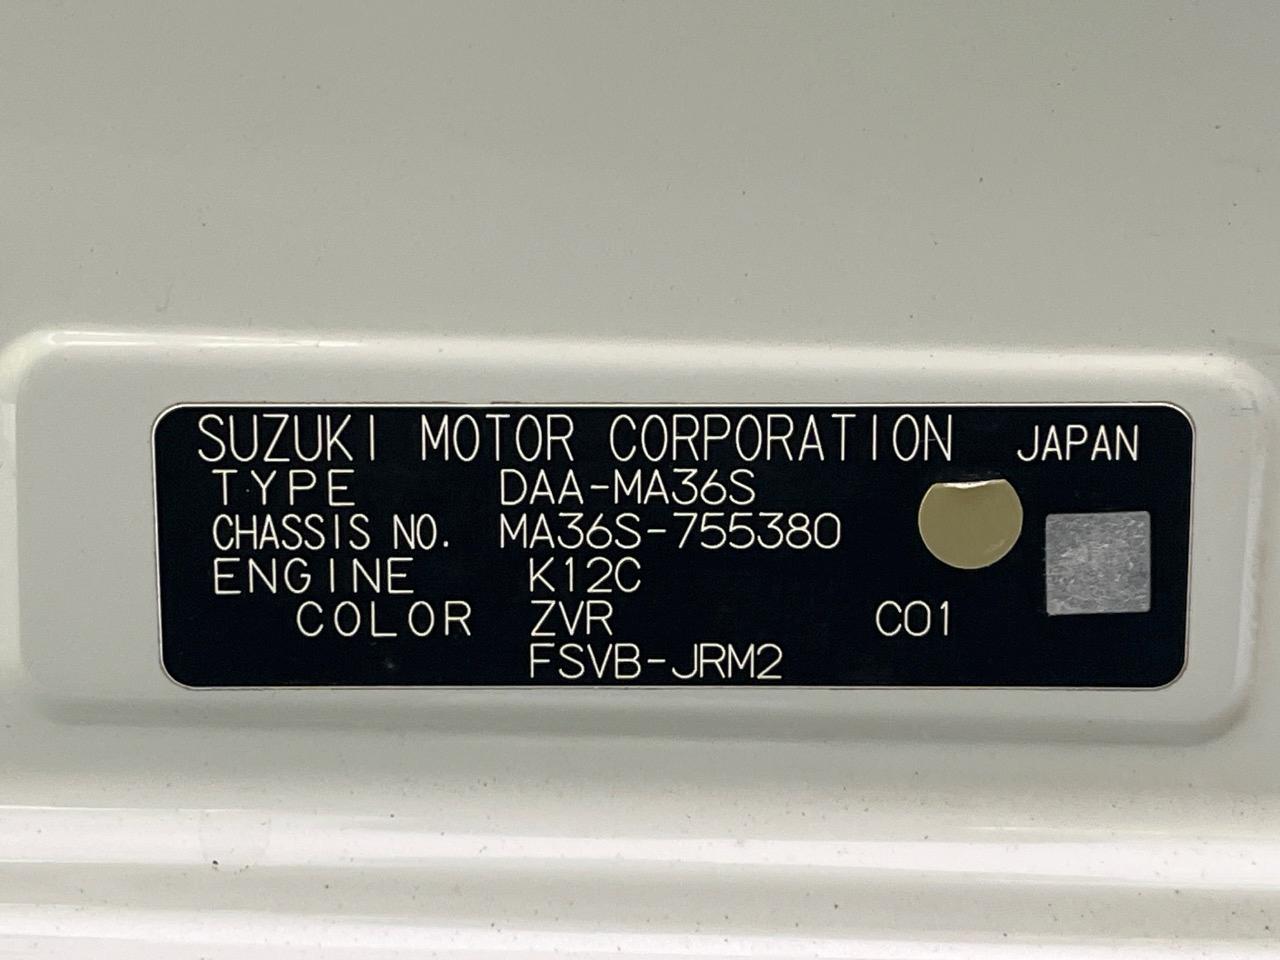 SUZUKI MOTOR CORPORATION JAPAN
TYPE DAA-MA36S
CHASSIS NO. MA36S-755380
ENGINE K12C
COLOR ZVR C01
FSVB-JRM2